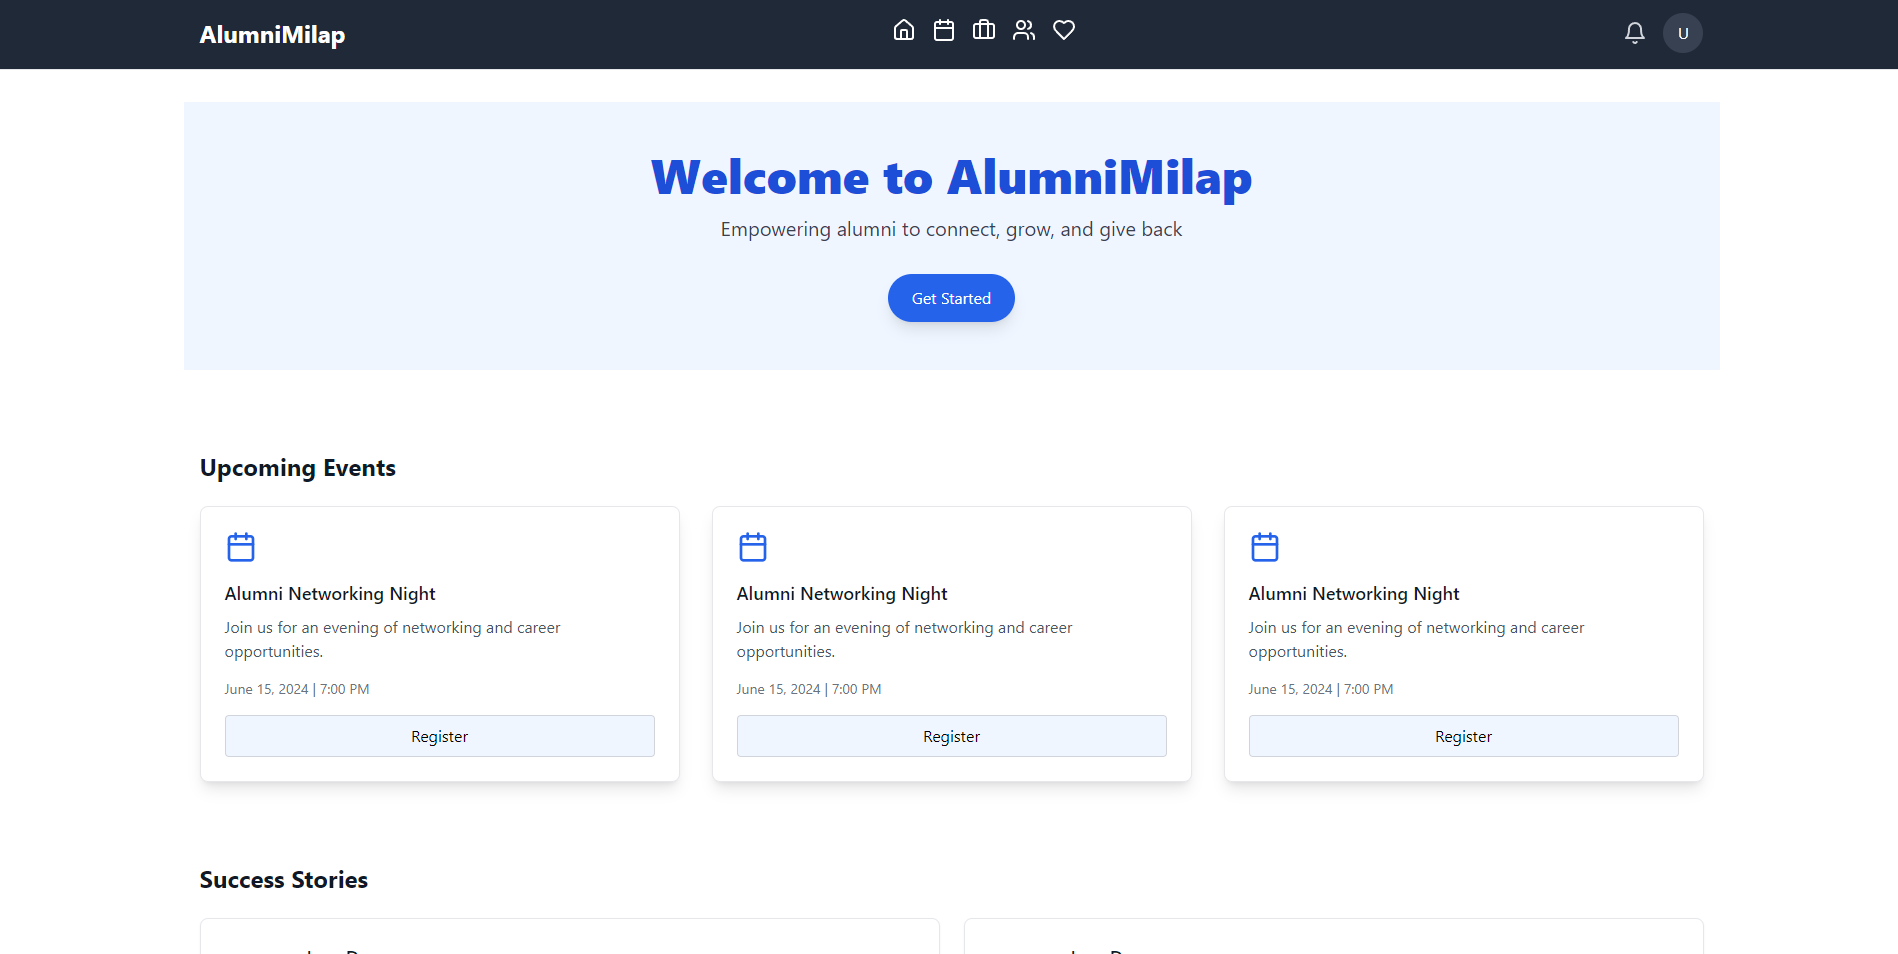 AlumniMilap
U
Welcome to AlumniMilap
Empowering alumni to connect, grow, and give back
Get Started
Upcoming Events
Alumni Networking Night
Join us for an evening of networking and career
opportunities.
June 15, 2024 | 7:00 PM
Register
Alumni Networking Night
Join us for an evening of networking and career
opportunities.
June 15, 2024 | 7:00 PM
Register
Alumni Networking Night
Join us for an evening of networking and career
opportunities.
June 15, 2024 | 7:00 PM
Register
Success Stories